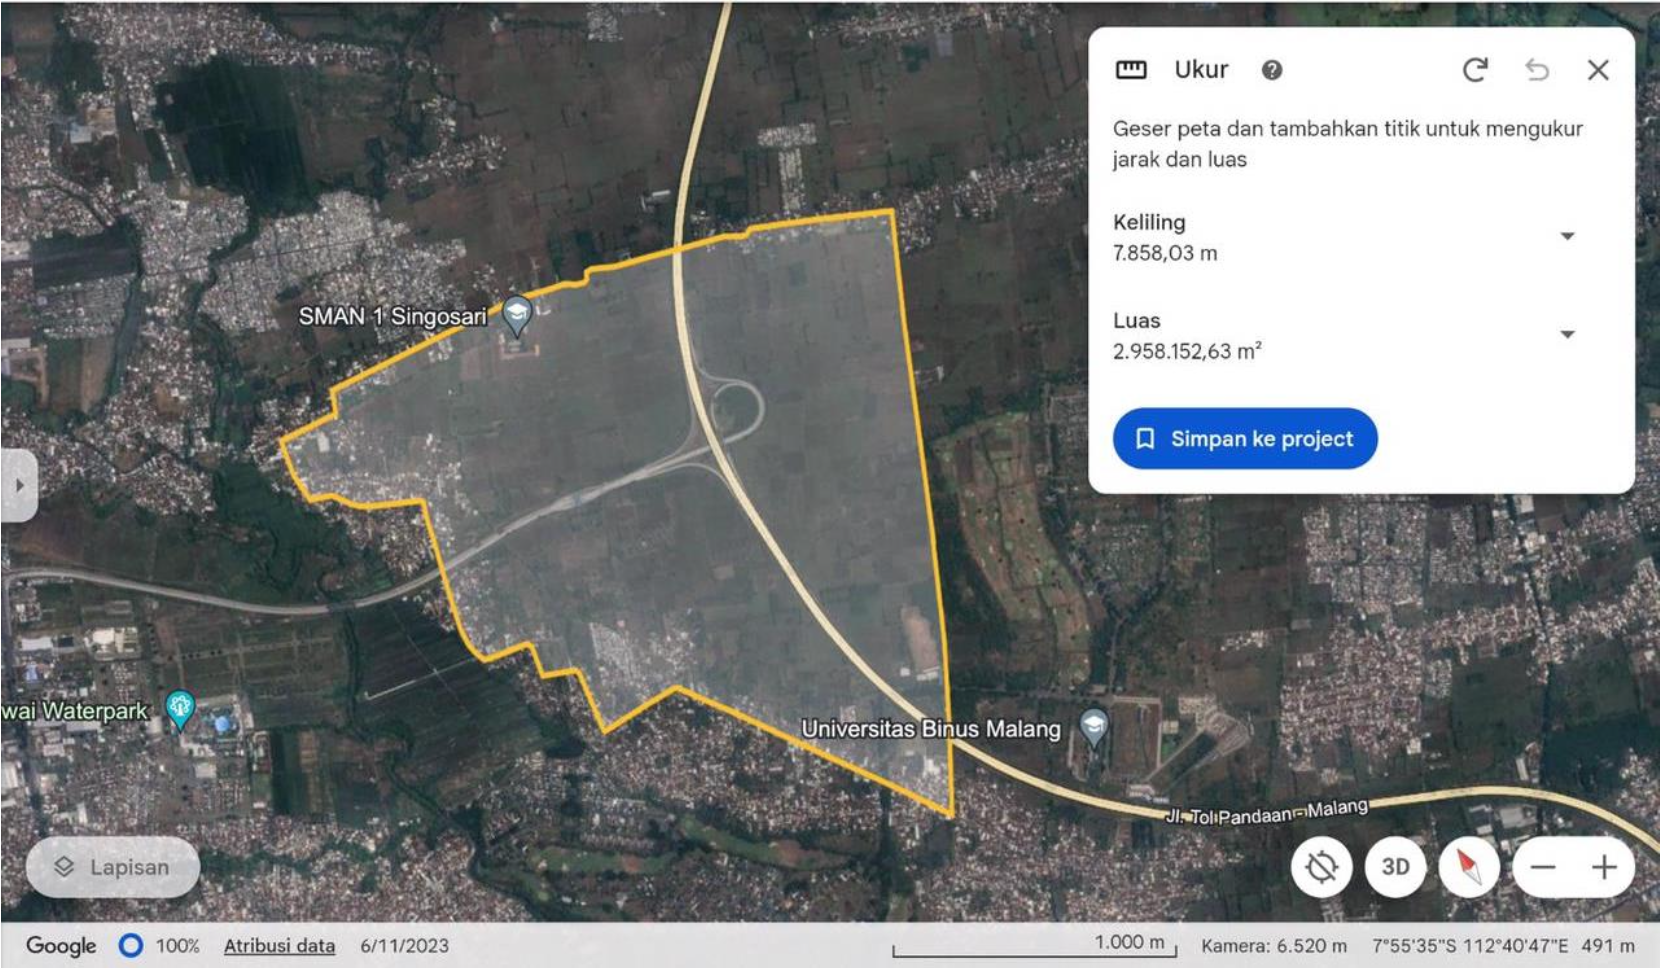 Ukur
Geser peta dan tambahkan titik untuk mengukur
jarak dan luas
Keliling
7.858,03 m
Luas
2.958.152,63 m²
Simpan ke project
SMAN 1 Singosari
wai Waterpark
Universitas Binus Malang
Jl. Tol Pandaan - Malang
Lapisan
3D
Google 100% Atribusi data 6/11/2023 1.000 m Kamera: 6.520 m 7°55'35"S 112°40'47"E 491 m